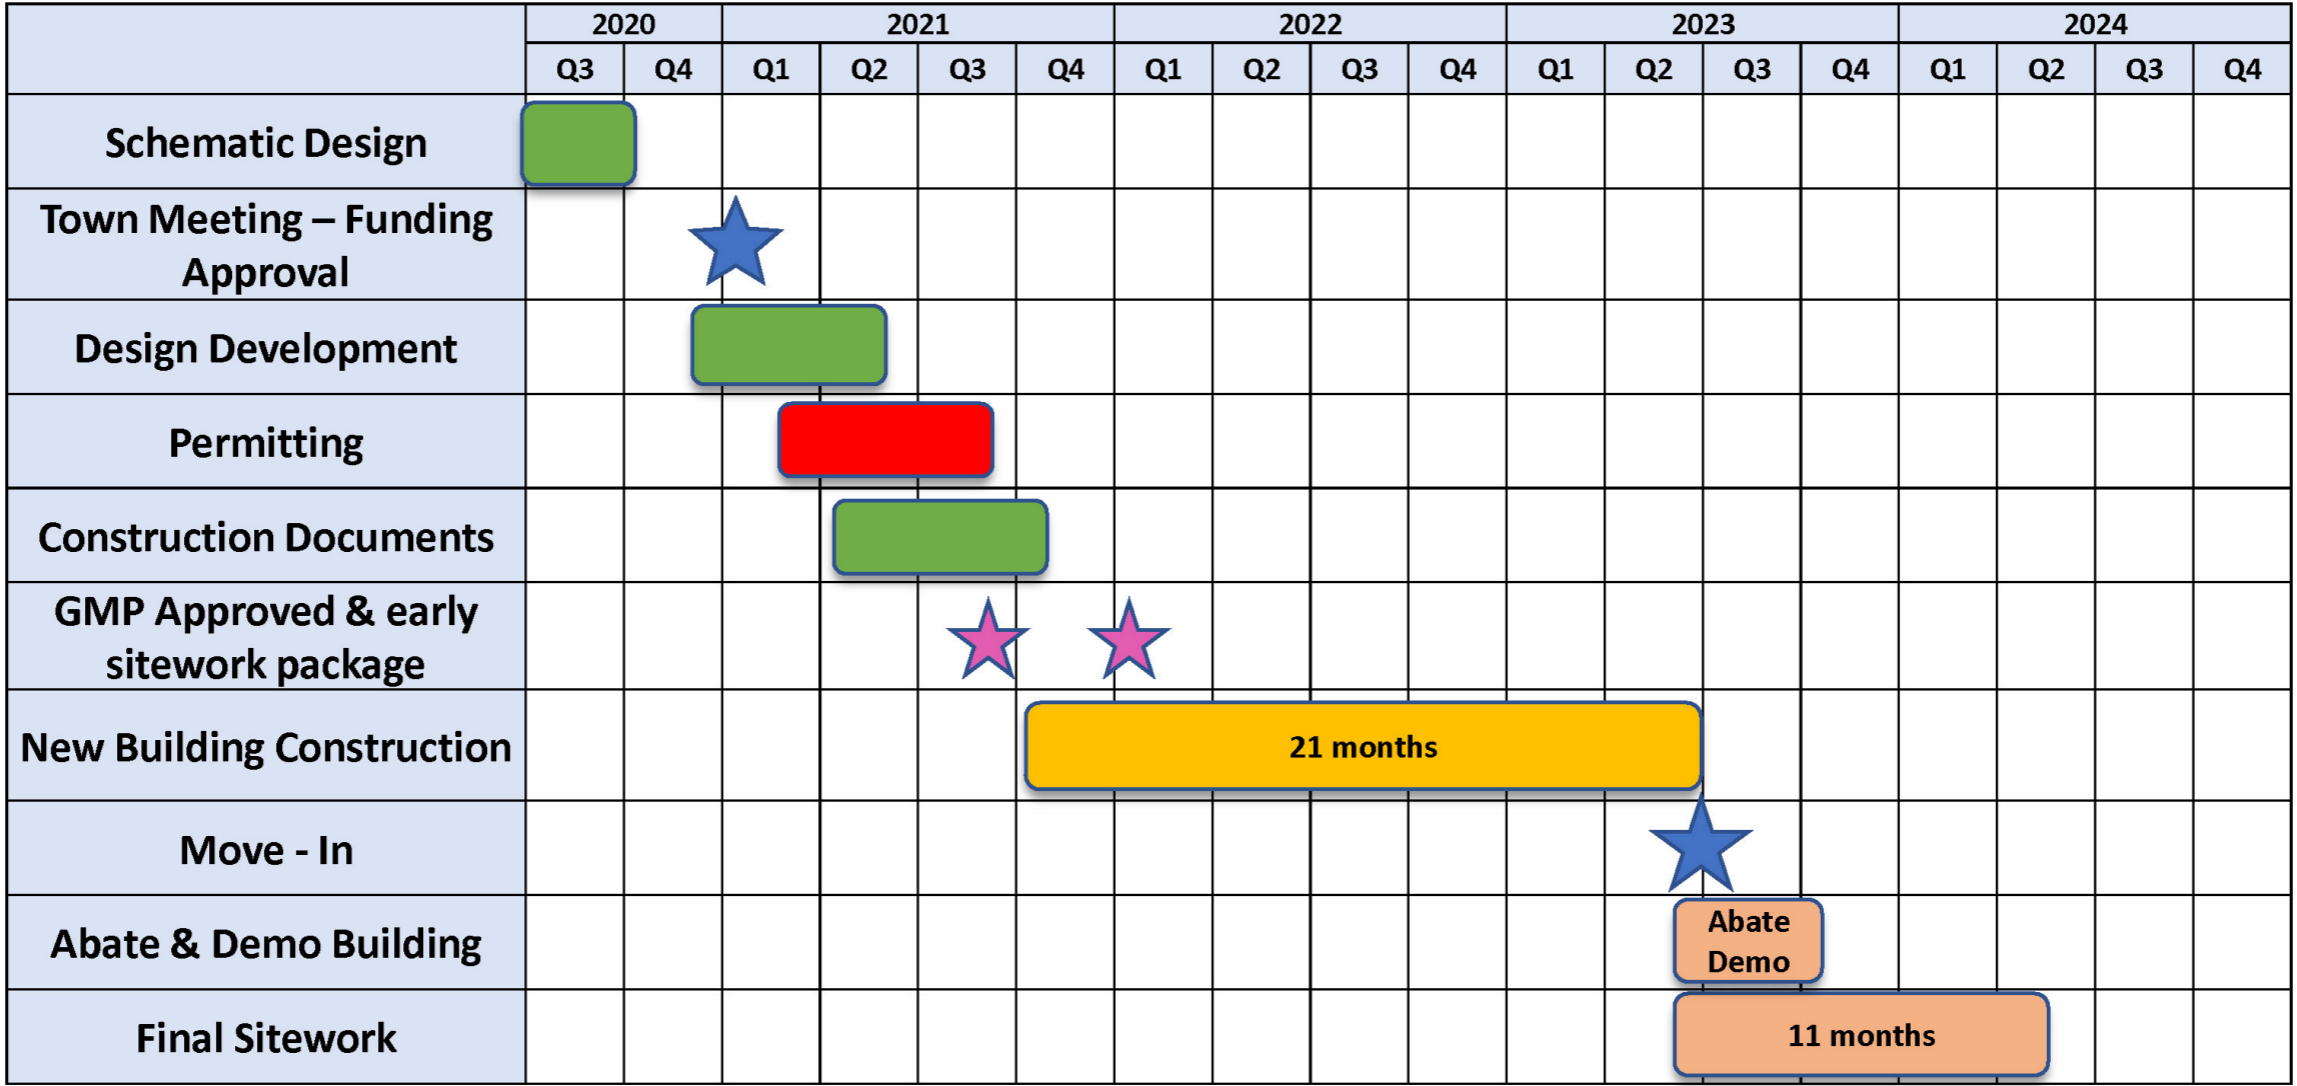 2020 2021 2022 2023 2024
Q3 Q4 Q1 Q2 Q3 Q4 Q1 Q2 Q3 Q4 Q1 Q2 Q3 Q4 Q1 Q2 Q3 Q4
Schematic Design
Town Meeting – Funding
Approval
Design Development
Permitting
Construction Documents
GMP Approved & early
sitework package
New Building Construction
21 months
Move - In
Abate & Demo Building
Abate
Demo
Final Sitework
11 months